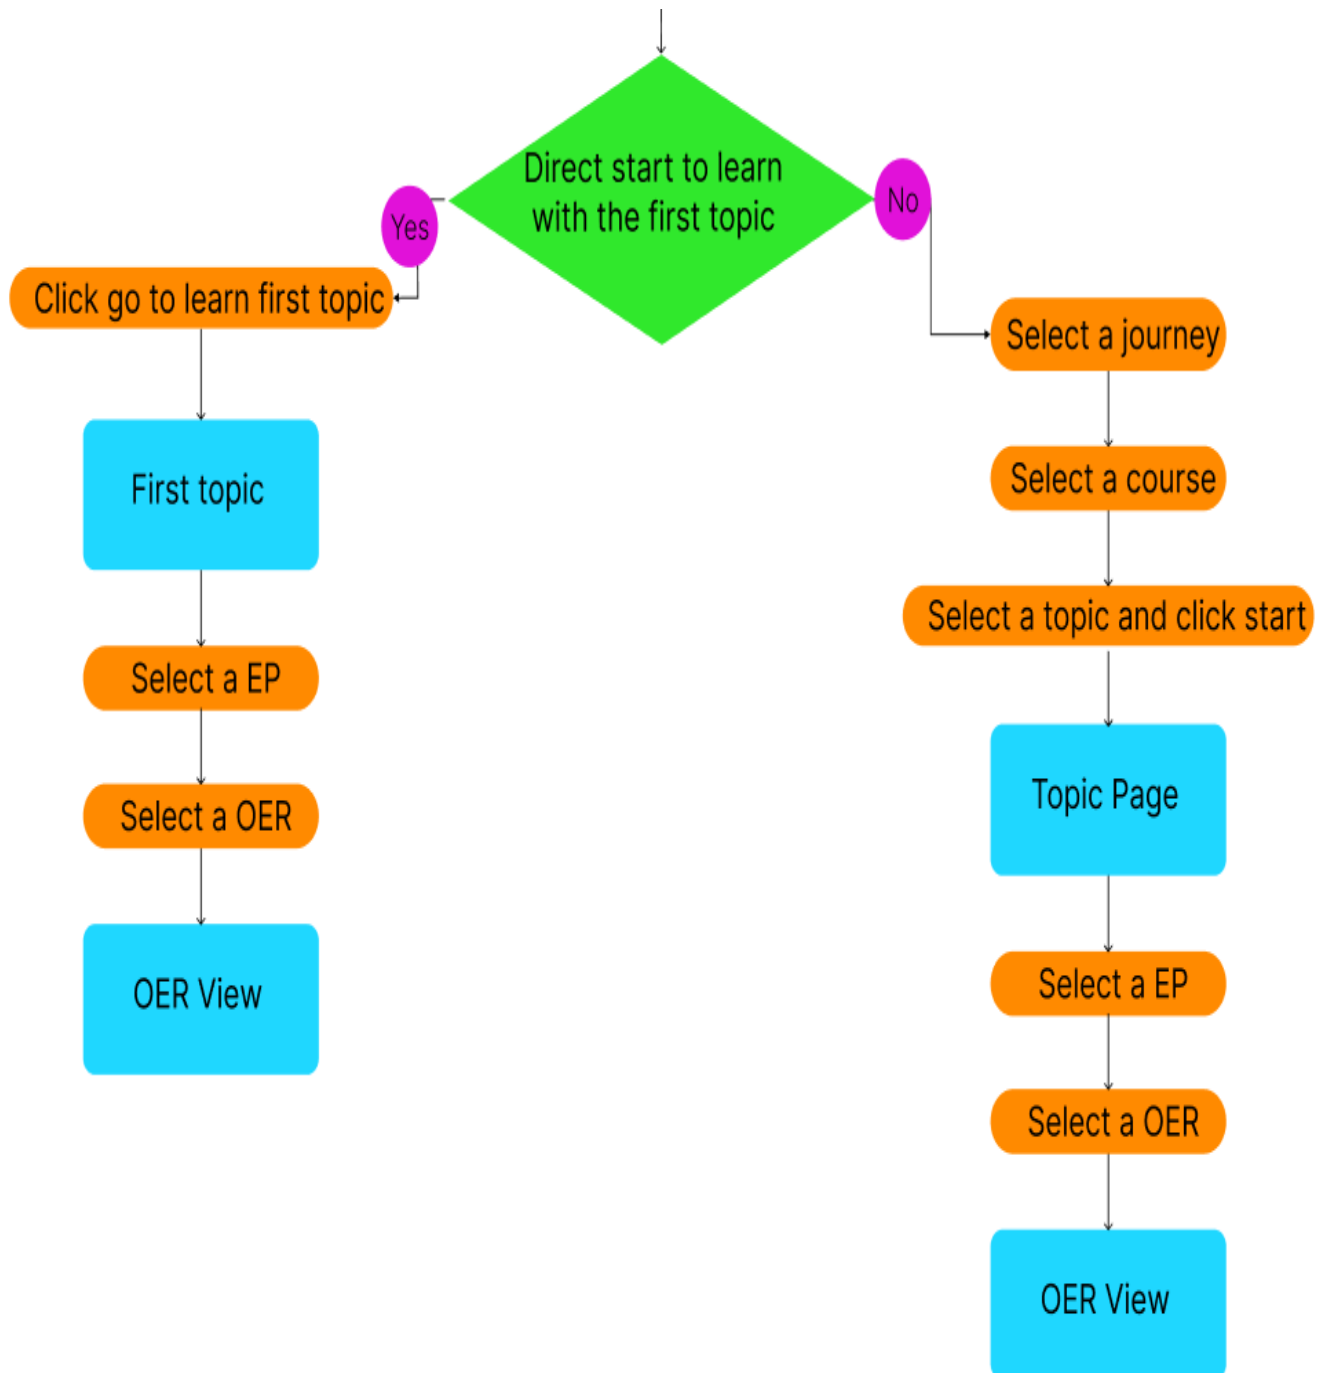 Direct start to learn
with the first topic
Yes
No
Click go to learn first topic
First topic
Select a EP
Select a OER
OER View
Select a journey
Select a course
Select a topic and click start
Topic Page
Select a EP
Select a OER
OER View